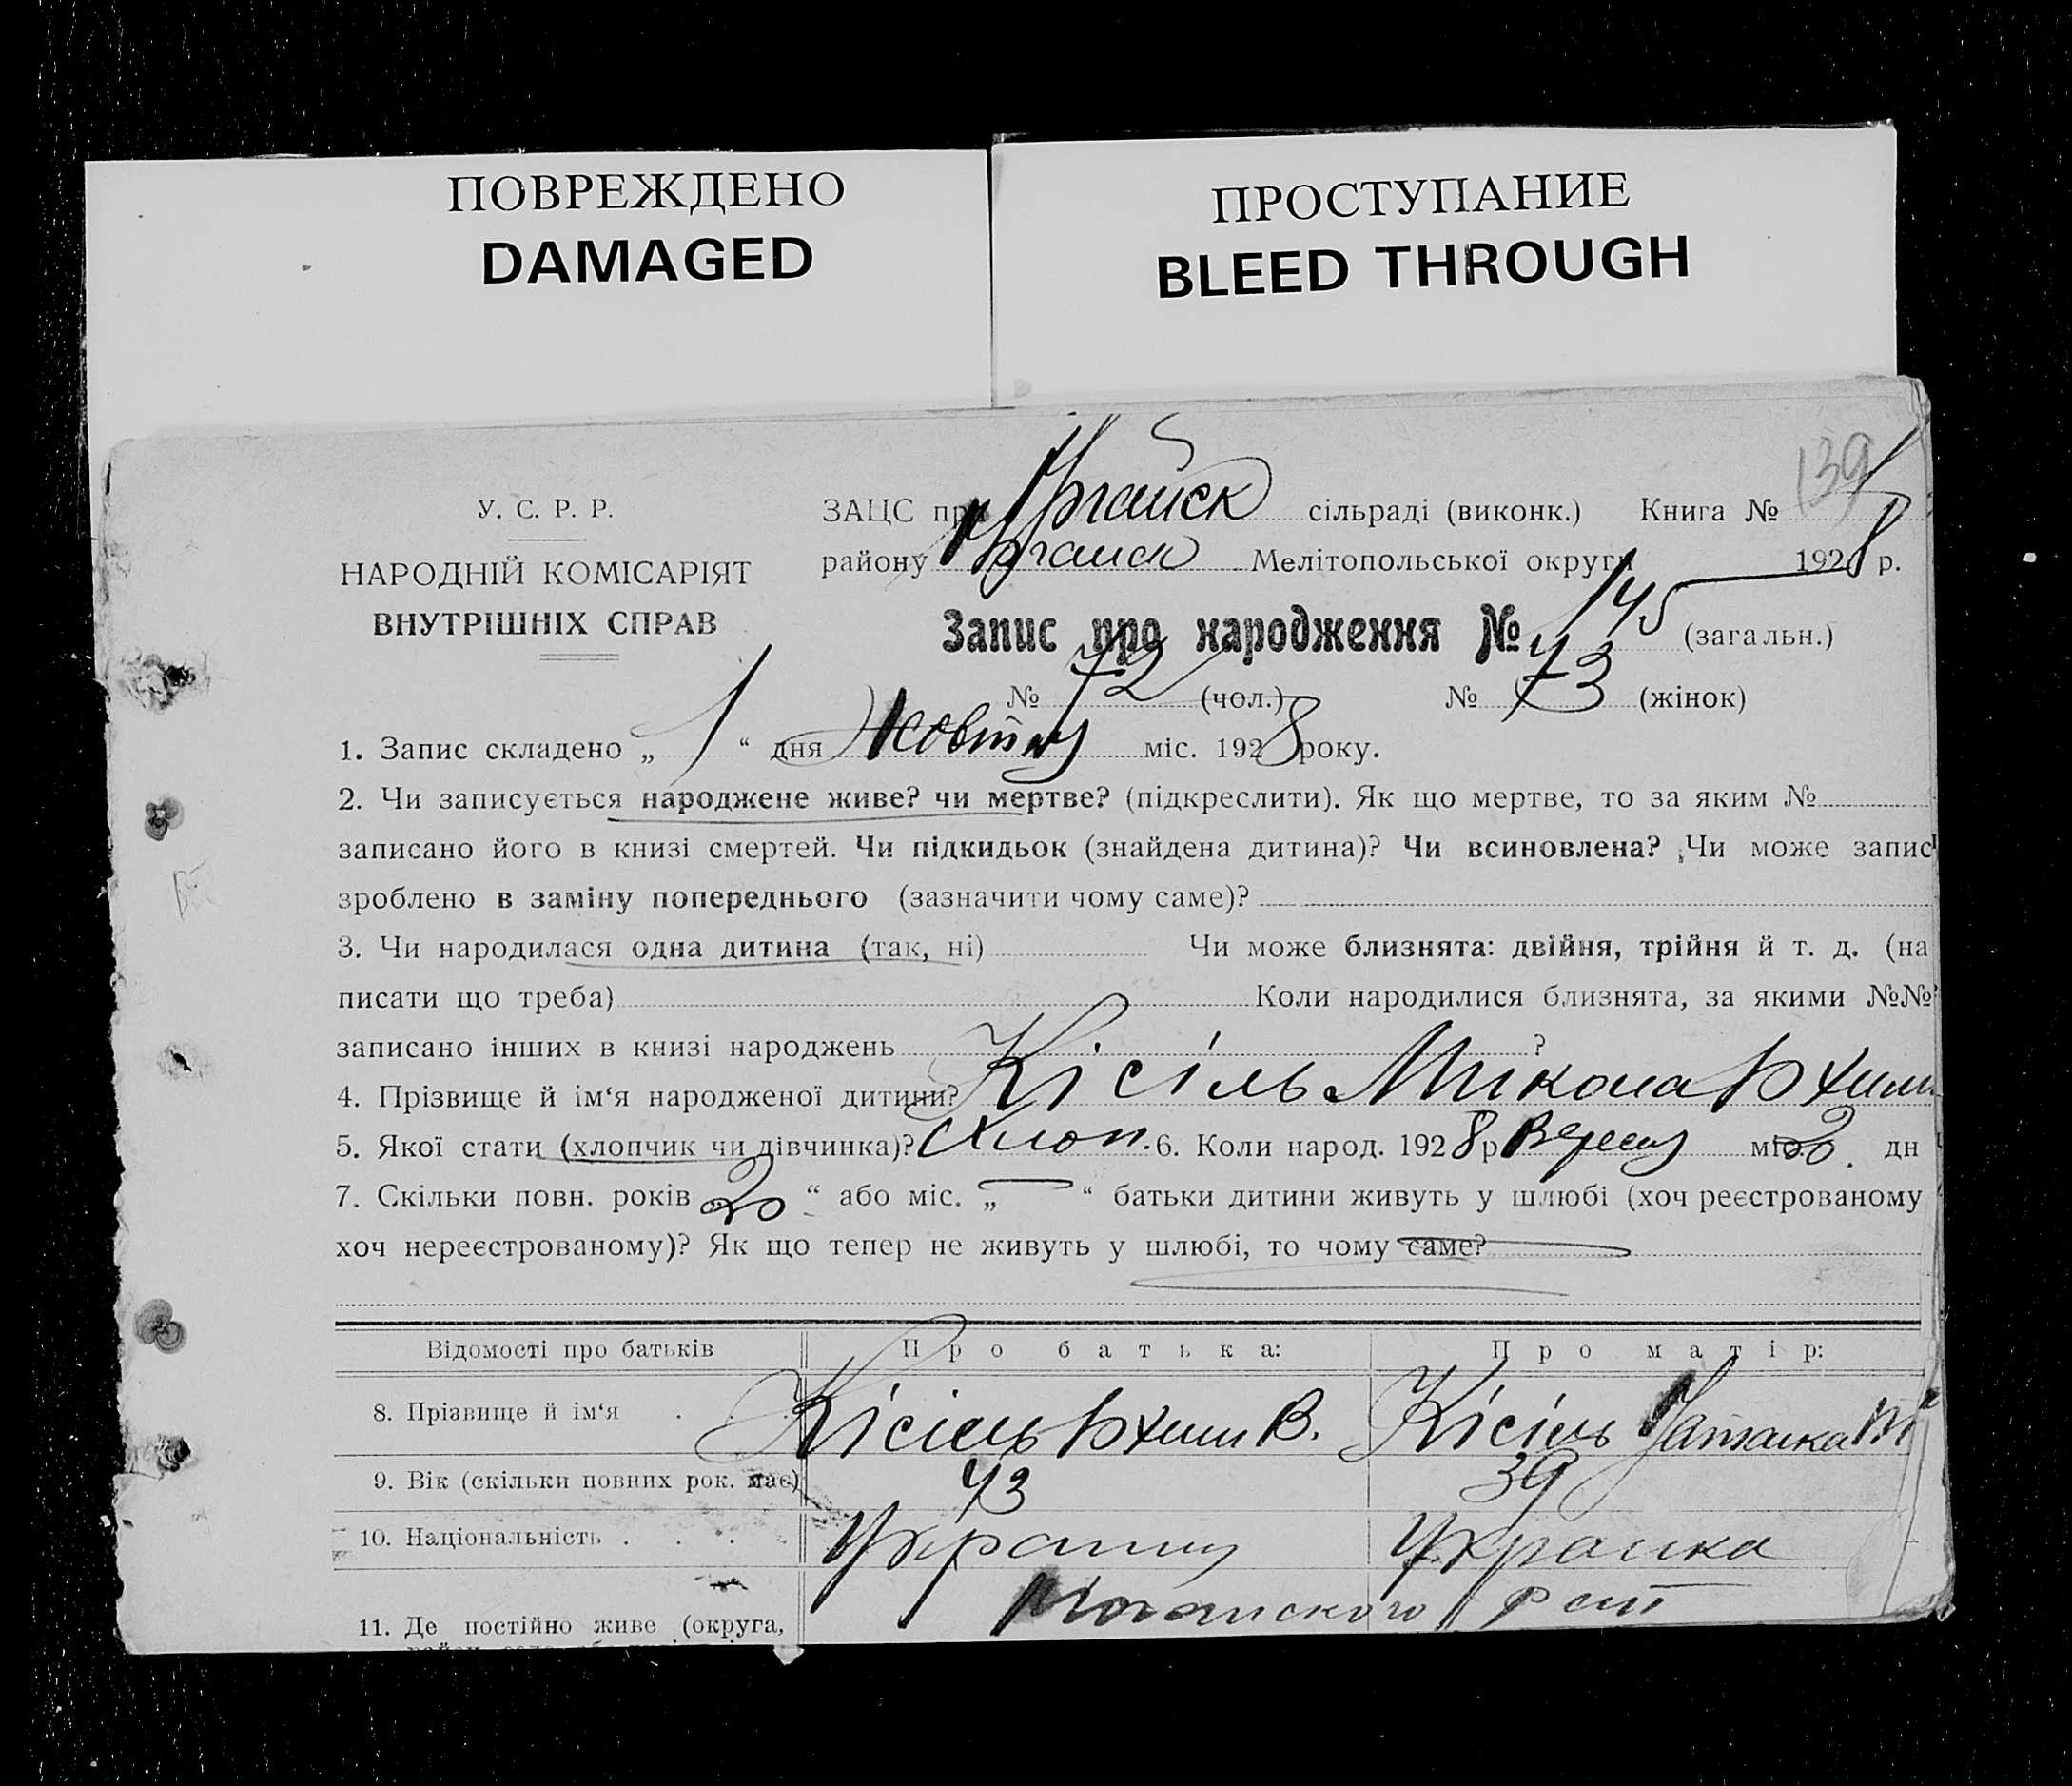 ПОВРЕЖДЕНО
DAMAGED
ПРОСТУПАНИЕ
BLEED THROUGH
139
У. С. Р. Р.
НАРОДНІЙ КОМІСАРІЯТ
ВНУТРІШНІХ СПРАВ
ЗАЦС при сільраді (виконк.) Книга №
району Мелітопольської округи 1928 р.
Запис про народження № 145 (загальн.)
№ 72 (чол.) № 73 (жінок)
1. Запис складено „ 1 “ дня Жовтня міс. 1928 року.
2. Чи записується народжене живе? чи мертве? (підкреслити). Як що мертве, то за яким №
записано його в книзі смертей. Чи підкидьок (знайдена дитина)? Чи всиновлена? Чи може запис
зроблено в заміну попереднього (зазначити чому саме)?
3. Чи народилася одна дитина (так, ні) Чи може близнята: двійня, трійня й т. д. (на
писати що треба) Коли народилися близнята, за якими №№
записано інших в книзі народжень ?
4. Прізвище й ім‘я народженої дитини? Кісіль Микола
5. Якої стати (хлопчик чи дівчинка)? Хлоп. 6. Коли народ. 1928 р Вересня міс. 20. дн
7. Скільки повн. років „ 20 “ або міс. „ — “ батьки дитини живуть у шлюбі (хоч реєстрованому
хоч нереєстрованому)? Як що тепер не живуть у шлюбі, то чому саме?
Відомості про батьків Про батька: Про матір:
8. Прізвище й ім‘я Кісіль В. Кісіль
9. Вік (скільки повних рок. має) 43 39
10. Національність Українец Українка
11. Де постійно живе (округа,